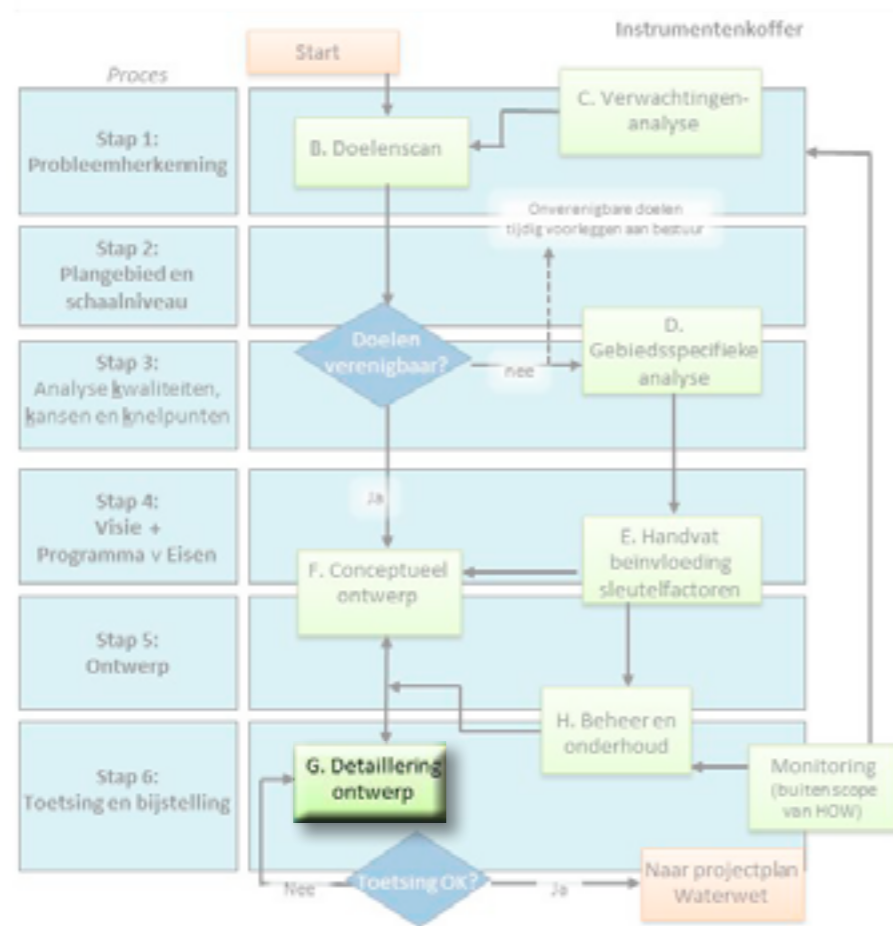 Instrumentenkoffer
Start
Proces
Stap 1:
Probleemherkenning
C. Verwachtingen-
analyse
B. Doelenscan
Onverenigbare doelen
tijdig voorleggen aan bestuur
Stap 2:
Plangebied en
schaalniveau
Doelen
verenigbaar?
nee
D.
Gebiedsspecifieke
analyse
Stap 3:
Analyse kwaliteiten,
kansen en knelpunten
Ja
Stap 4:
Visie +
Programma v Eisen
F. Conceptueel
ontwerp
E. Handvat
beïnvloeding
sleutelfactoren
Stap 5:
Ontwerp
H. Beheer en
onderhoud
Stap 6:
Toetsing en bijstelling
G. Detaillering
ontwerp
Monitoring
(buiten scope
van HOW)
Nee
Toetsing OK?
Ja
Naar projectplan
Waterwet